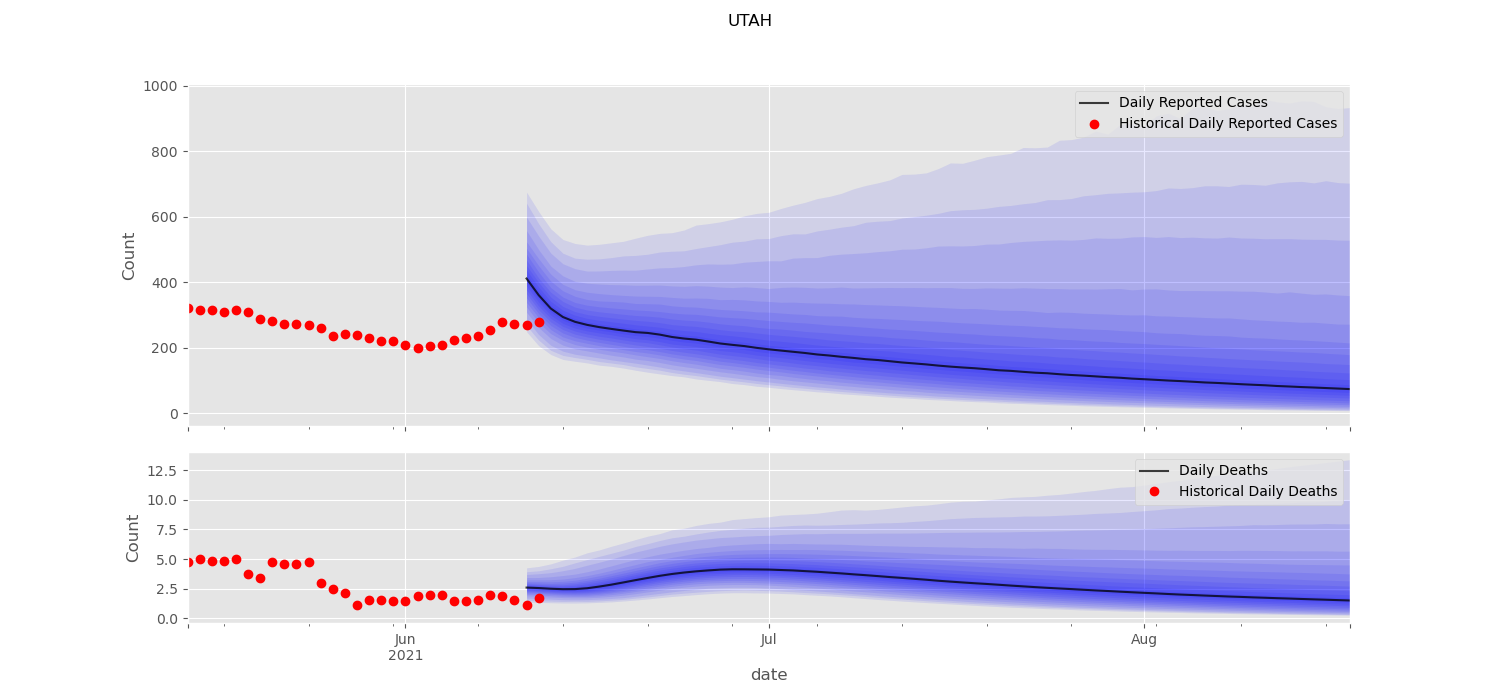 UTAH
1000
800
600
400
200
0
Count
Daily Reported Cases
Historical Daily Reported Cases
12.5
10.0
7.5
5.0
2.5
0.0
Count
Daily Deaths
Historical Daily Deaths
Jun
2021
Jul
Aug
date